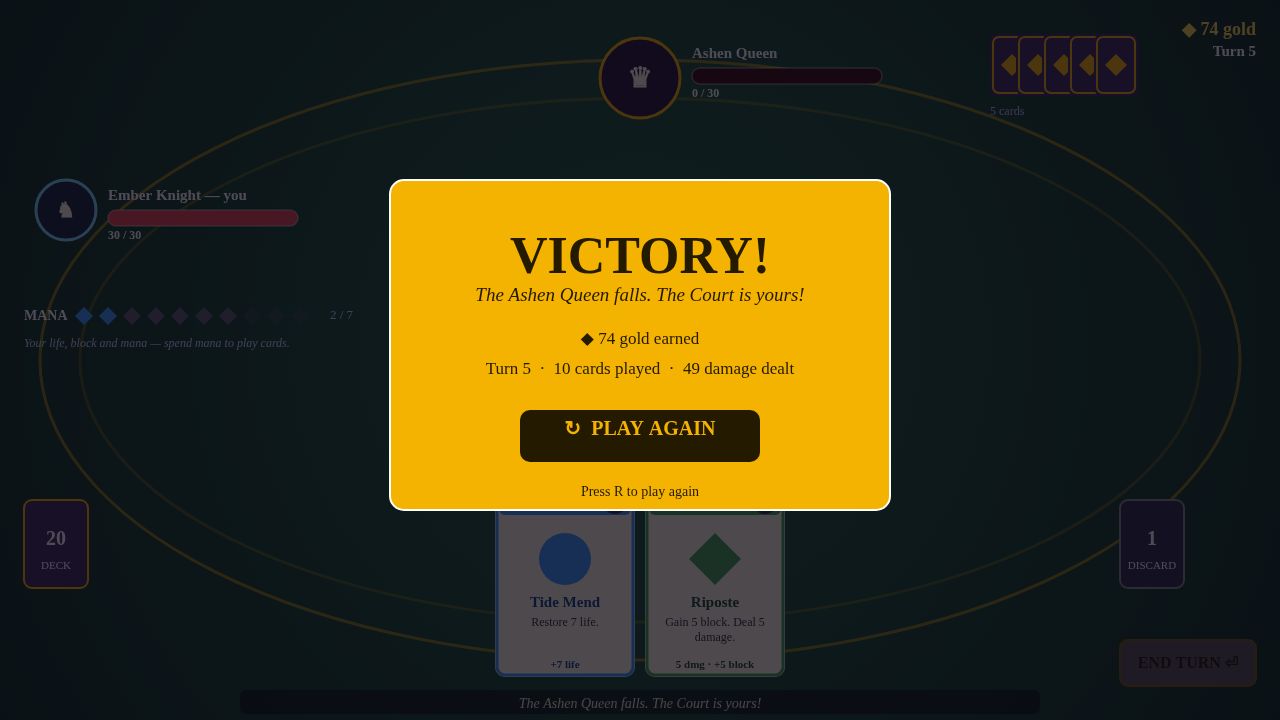 Ashen Queen
0 / 30
◆ 74 gold
Turn 5
5 cards
Ember Knight — you
30 / 30
MANA
2 / 7
Your life, block and mana — spend mana to play cards.
VICTORY!
The Ashen Queen falls. The Court is yours!
◆ 74 gold earned
Turn 5 · 10 cards played · 49 damage dealt
↻ PLAY AGAIN
Press R to play again
20
DECK
1
DISCARD
Tide Mend
Restore 7 life.
+7 life
Riposte
Gain 5 block. Deal 5
damage.
5 dmg · +5 block
END TURN ⏎
The Ashen Queen falls. The Court is yours!